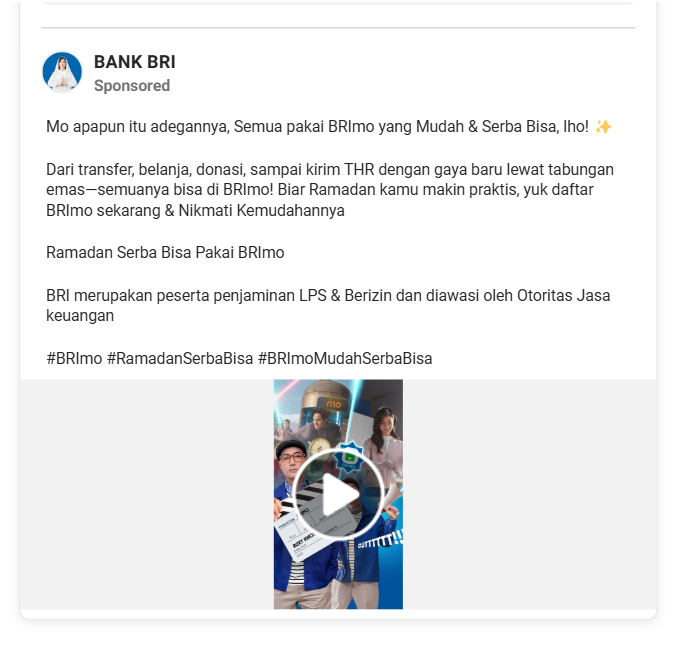 BANK BRI
Sponsored
Mo apapun itu adegannya, Semua pakai BRImo yang Mudah & Serba Bisa, lho! ✨
Dari transfer, belanja, donasi, sampai kirim THR dengan gaya baru lewat tabungan
emas—semuanya bisa di BRImo! Biar Ramadan kamu makin praktis, yuk daftar
BRImo sekarang & Nikmati Kemudahannya
Ramadan Serba Bisa Pakai BRImo
BRI merupakan peserta penjaminan LPS & Berizin dan diawasi oleh Otoritas Jasa
keuangan
#BRImo #RamadanSerbaBisa #BRImoMudahSerbaBisa
mo